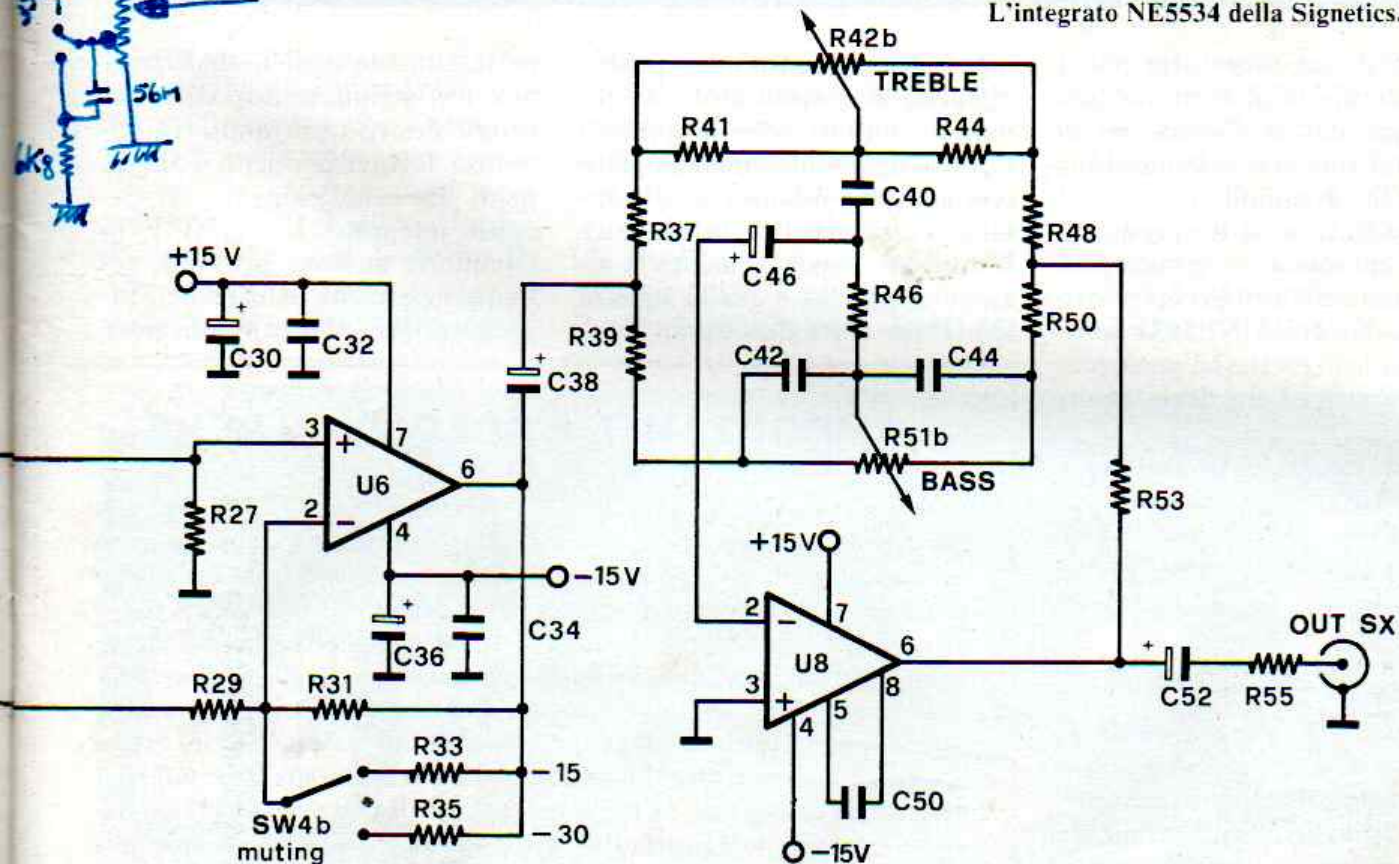 L'integrato NE5534 della Signetics.
R42b
TREBLE
R41
R44
C40
56n
R37
R48
+
C46
+15 V
R46
R50
+
C30
C32
R39
C42
C44
+
C38
3
+
7
R51b
BASS
6
U6
R27
2
-
4
R53
+15V
-15V
+
C34
C36
2
-
7
6
OUT SX
U8
+
3
+
8
5
4
C52
R55
R29
R31
R33
-15
C50
R35
-30
SW4b
muting
-15V